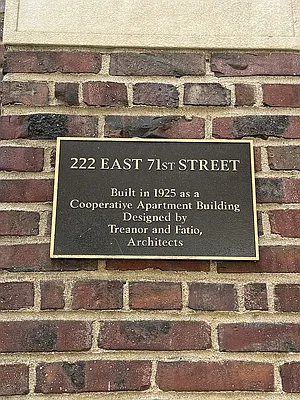 222 EAST 71ST STREET
Built in 1925 as a
Cooperative Apartment Building
Designed by
Treanor and Fatio,
Architects